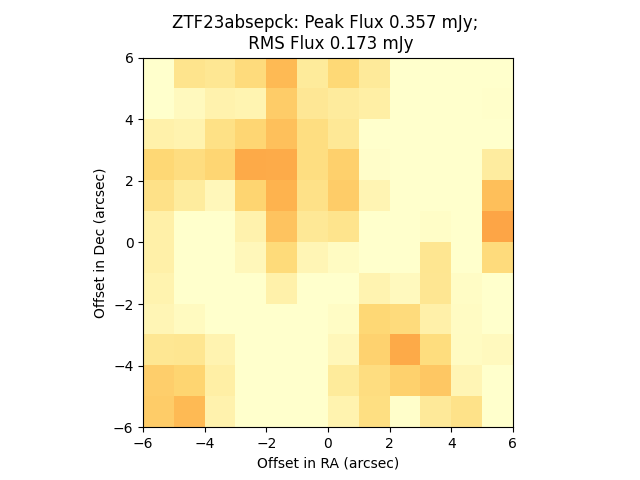 ZTF23absepck: Peak Flux 0.357 mJy;
RMS Flux 0.173 mJy
6
4
2
0
−2
−4
−6
Offset in Dec (arcsec)
−6 −4 −2 0 2 4 6
Offset in RA (arcsec)